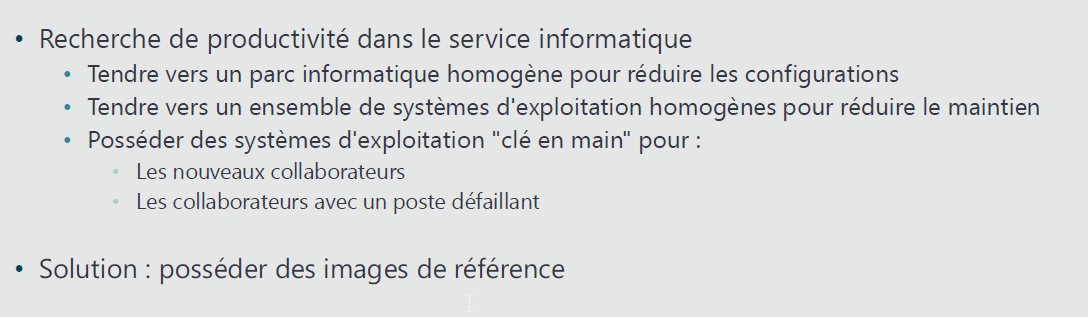 • Recherche de productivité dans le service informatique
• Tendre vers un parc informatique homogène pour réduire les configurations
• Tendre vers un ensemble de systèmes d'exploitation homogènes pour réduire le maintien
• Posséder des systèmes d'exploitation "clé en main" pour :
• Les nouveaux collaborateurs
• Les collaborateurs avec un poste défaillant
• Solution : posséder des images de référence